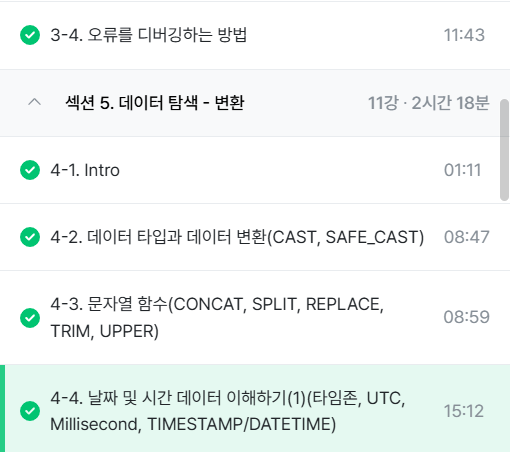 3-4. 오류를 디버깅하는 방법 11:43
섹션 5. 데이터 탐색 - 변환 11강 · 2시간 18분
4-1. Intro 01:11
4-2. 데이터 타입과 데이터 변환(CAST, SAFE_CAST) 08:47
4-3. 문자열 함수(CONCAT, SPLIT, REPLACE, 08:59
TRIM, UPPER)
4-4. 날짜 및 시간 데이터 이해하기(1)(타임존, UTC, 15:12
Millisecond, TIMESTAMP/DATETIME)